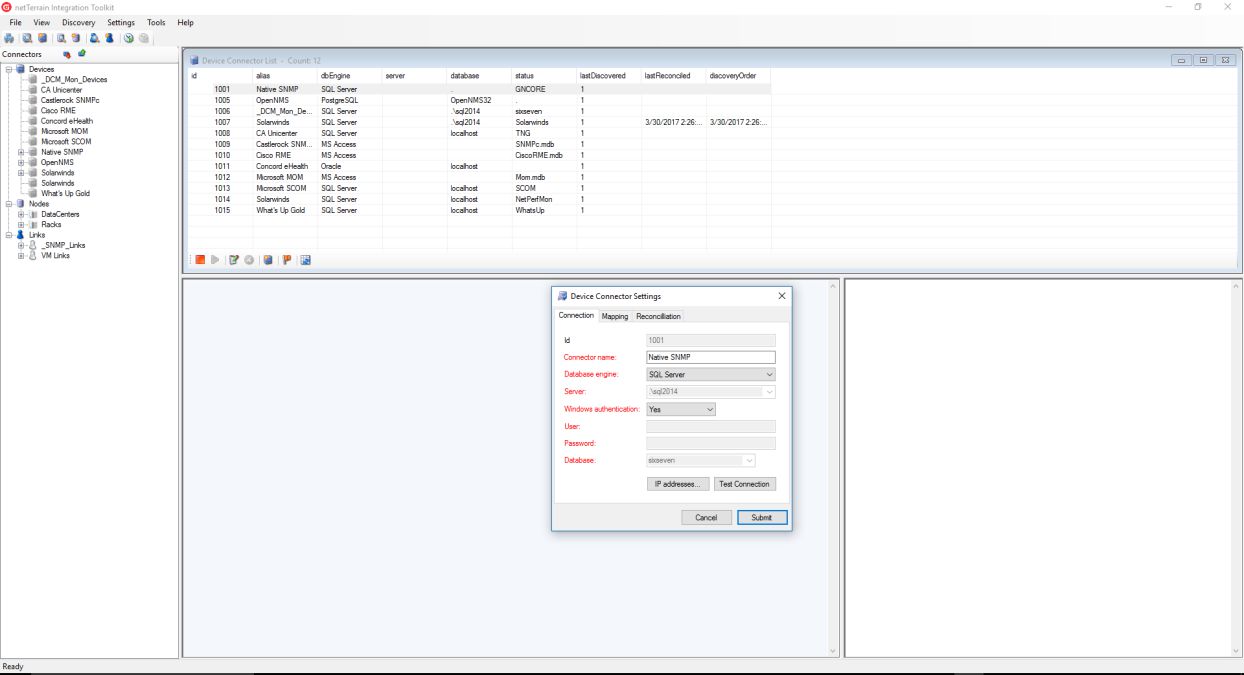 netTerrain Integration Toolkit
File View Discovery Settings Tools Help
Connectors
Devices
_DCM_Mon_Devices
CA Unicenter
Castlerock SNMPc
Cisco RME
Concord eHealth
Microsoft MOM
Microsoft SCOM
Native SNMP
OpenNMS
Solarwinds
Solarwinds
What's Up Gold
Nodes
DataCenters
Racks
Links
_SNMP_Links
VM Links
Device Connector List - Count: 12
id alias dbEngine server database status lastDiscovered lastReconciled discoveryOrder
1001 Native SNMP SQL Server . GNCORE 1
1005 OpenNMS PostgreSQL OpenNMS32 . 1
1006 _DCM_Mon_De... SQL Server .\sql2014 sixseven 1
1007 Solarwinds SQL Server .\sql2014 Solarwinds 1 3/30/2017 2:26:... 3/30/2017 2:26:...
1008 CA Unicenter SQL Server localhost TNG 1
1009 Castlerock SNM... MS Access SNMPc.mdb 1
1010 Cisco RME MS Access CiscoRME.mdb 1
1011 Concord eHealth Oracle localhost 1
1012 Microsoft MOM MS Access Mom.mdb 1
1013 Microsoft SCOM SQL Server localhost SCOM 1
1014 Solarwinds SQL Server localhost NetPerfMon 1
1015 What's Up Gold SQL Server localhost WhatsUp 1
Device Connector Settings
Connection Mapping Reconcilliation
Id 1001
Connector name: Native SNMP
Database engine: SQL Server
Server: .\sql2014
Windows authentication: Yes
User:
Password:
Database: sixseven
IP addresses... Test Connection
Cancel Submit
Ready